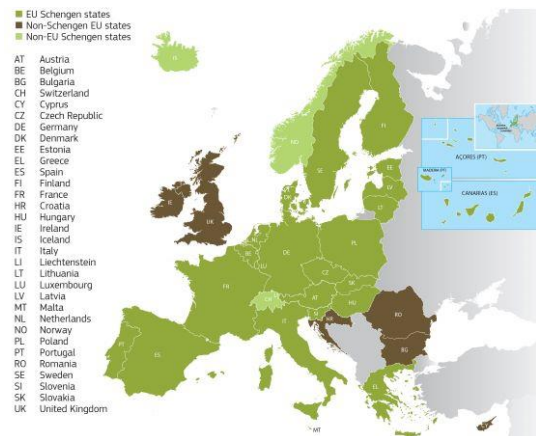 EU Schengen states
Non-Schengen EU states
Non-EU Schengen states
AT Austria
BE Belgium
BG Bulgaria
CH Switzerland
CY Cyprus
CZ Czech Republic
DE Germany
DK Denmark
EE Estonia
EL Greece
ES Spain
FI Finland
FR France
HR Croatia
HU Hungary
IE Ireland
IS Iceland
IT Italy
LI Liechtenstein
LT Lithuania
LU Luxembourg
LV Latvia
MT Malta
NL Netherlands
NO Norway
PL Poland
PT Portugal
RO Romania
SE Sweden
SI Slovenia
SK Slovakia
UK United Kingdom
IS
NO
SE
FI
EE
LV
LT
DK
IE
UK
NL
BE
LU
DE
PL
CZ
SK
FR
CH
AT
HU
SI
HR
RO
IT
BG
PT
ES
EL
MT
AÇORES (PT)
MADEIRA (PT)
CANARIAS (ES)